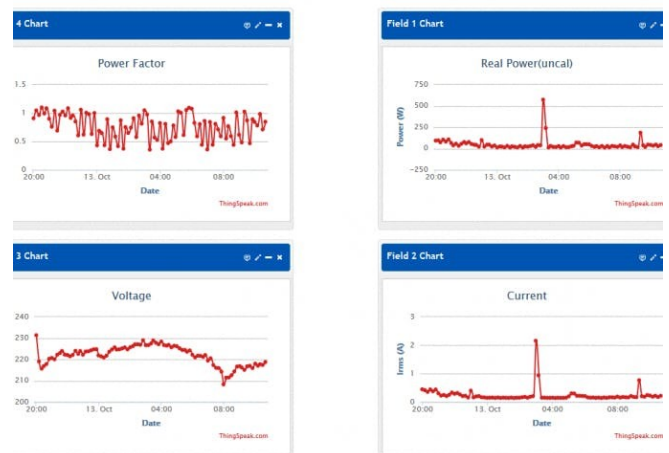 4 Chart
Power Factor
1.5
1
0.5
0
20:00 13. Oct 04:00 08:00
Date
ThingSpeak.com
Field 1 Chart
Real Power(uncal)
Power (W)
750
500
250
0
-250
20:00 13. Oct 04:00 08:00
Date
ThingSpeak.com
3 Chart
Voltage
240
230
220
210
200
20:00 13. Oct 04:00 08:00
Date
ThingSpeak.com
Field 2 Chart
Current
Irms (A)
3
2
1
0
20:00 13. Oct 04:00 08:00
Date
ThingSpeak.com